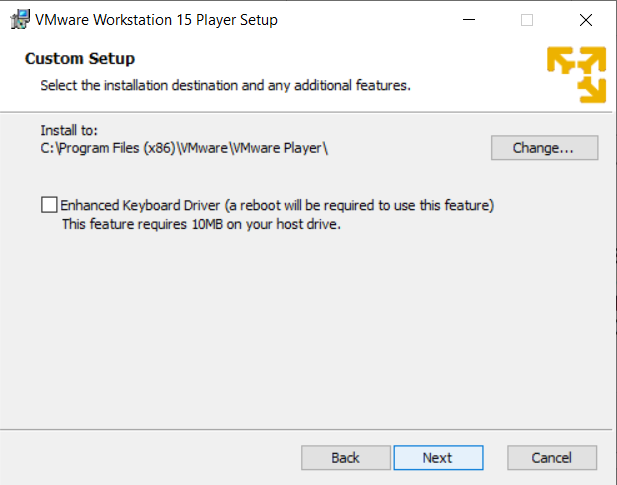 VMware Workstation 15 Player Setup
Custom Setup
Select the installation destination and any additional features.
Install to:
C:\Program Files (x86)\VMware\VMware Player\
Change...
Enhanced Keyboard Driver (a reboot will be required to use this feature)
This feature requires 10MB on your host drive.
Back
Next
Cancel